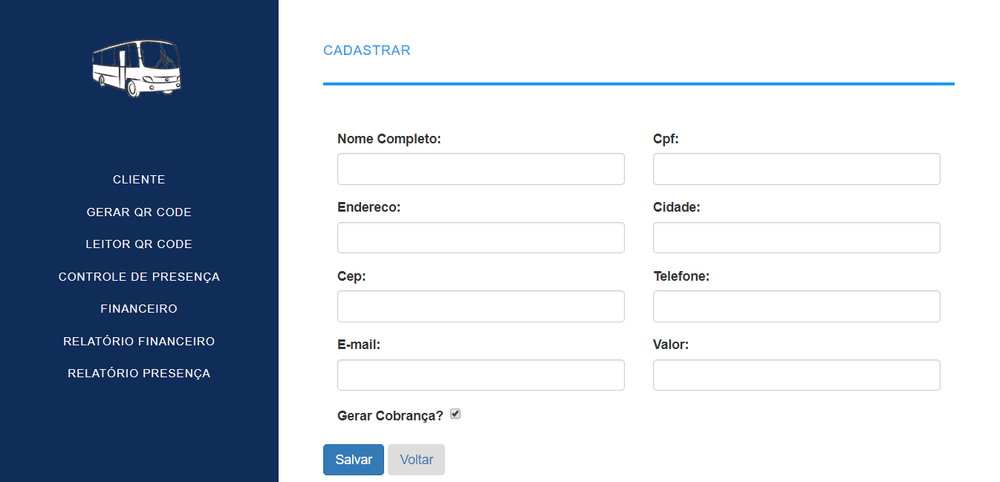 CLIENTE
GERAR QR CODE
LEITOR QR CODE
CONTROLE DE PRESENÇA
FINANCEIRO
RELATÓRIO FINANCEIRO
RELATÓRIO PRESENÇA
CADASTRAR
Nome Completo: Cpf:
Endereco: Cidade:
Cep: Telefone:
E-mail: Valor:
Gerar Cobrança?
Salvar Voltar